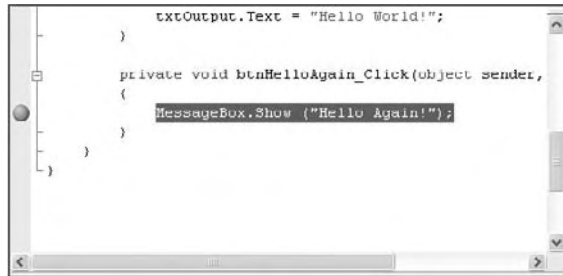 txtOutput.Text = "Hello World!";
}
private void btnHelloAgain_Click(object sender,
{
MessageBox.Show ("Hello Again!");
}
}
}